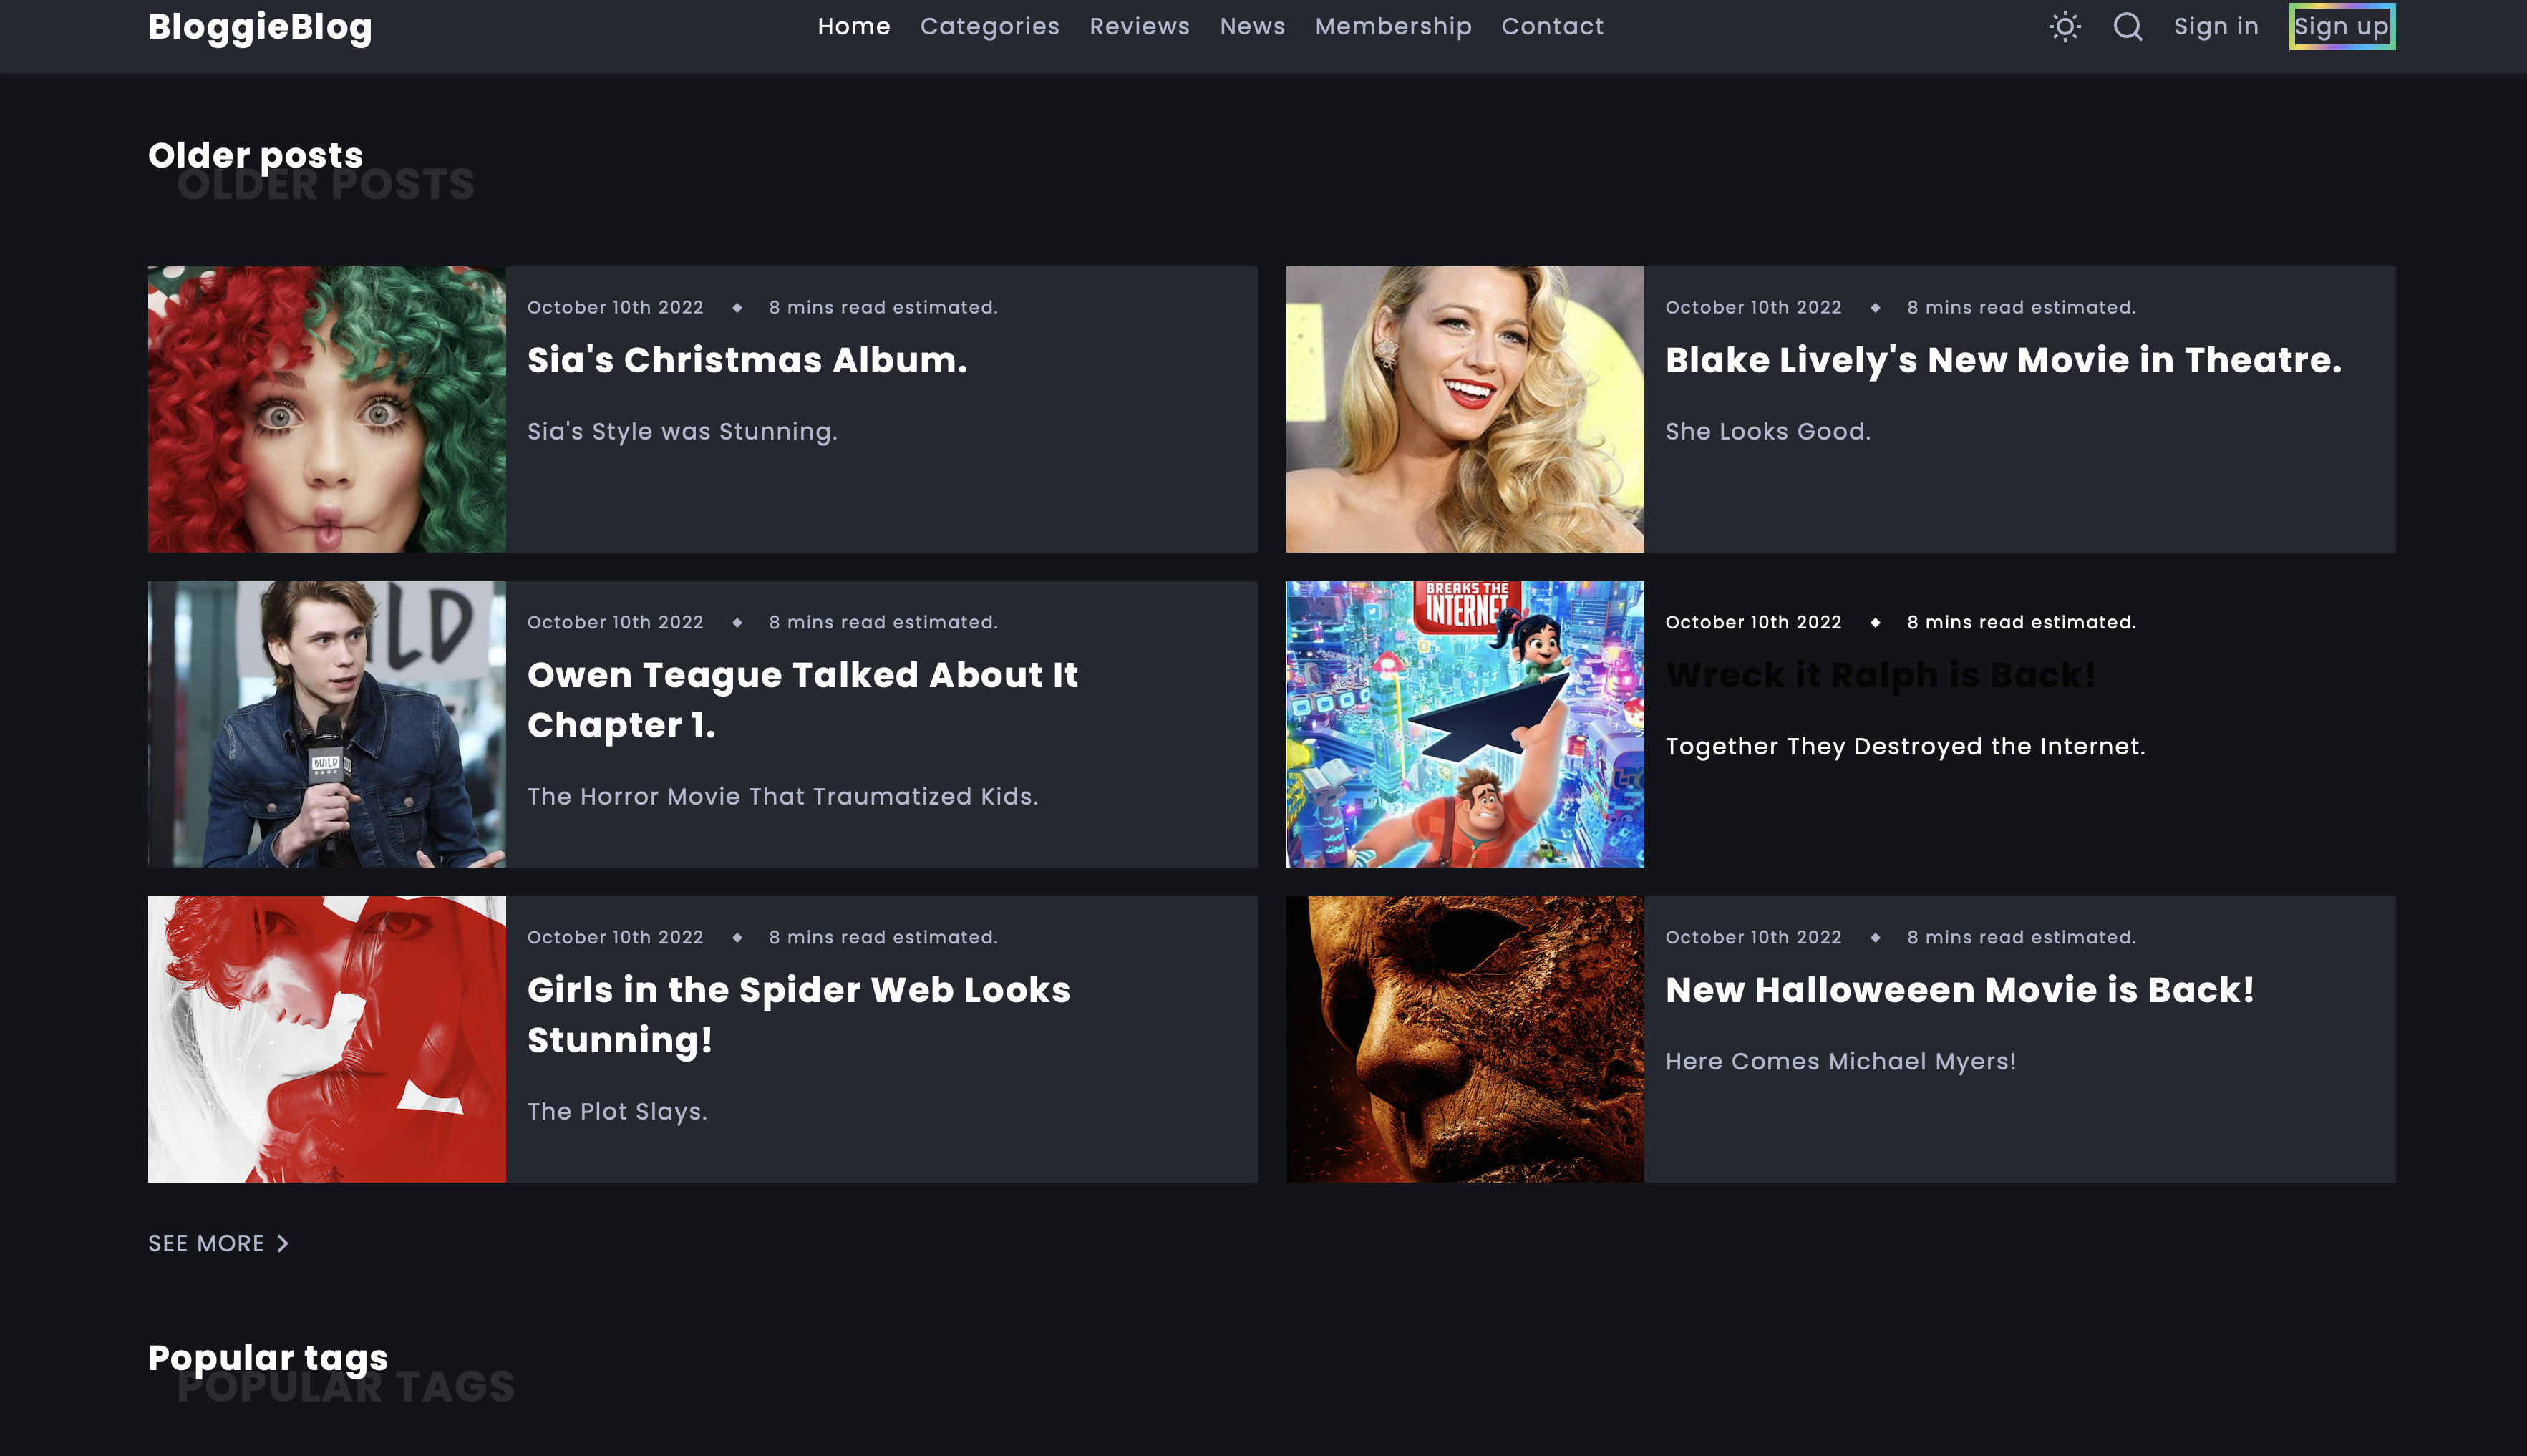 BloggieBlog
Home Categories Reviews News Membership Contact
Sign in Sign up
Older posts
OLDER POSTS
October 10th 2022 ◆ 8 mins read estimated.
Sia's Christmas Album.
Sia's Style was Stunning.
October 10th 2022 ◆ 8 mins read estimated.
Blake Lively's New Movie in Theatre.
She Looks Good.
LD
BUILD
October 10th 2022 ◆ 8 mins read estimated.
Owen Teague Talked About It
Chapter 1.
The Horror Movie That Traumatized Kids.
BREAKS THE
INTERNET
October 10th 2022 ◆ 8 mins read estimated.
Wreck it Ralph is Back!
Together They Destroyed the Internet.
October 10th 2022 ◆ 8 mins read estimated.
Girls in the Spider Web Looks
Stunning!
The Plot Slays.
October 10th 2022 ◆ 8 mins read estimated.
New Halloweeen Movie is Back!
Here Comes Michael Myers!
SEE MORE >
Popular tags
POPULAR TAGS